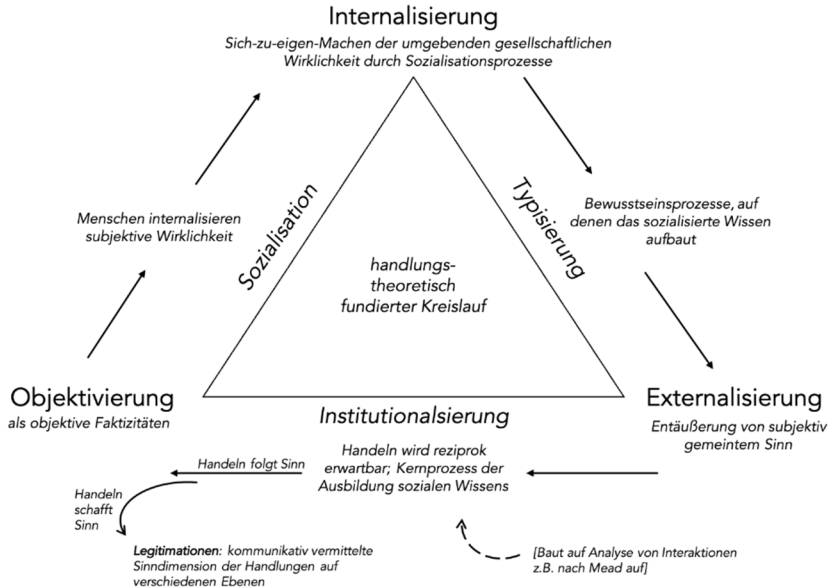 Internalisierung
Sich-zu-eigen-Machen der umgebenden gesellschaftlichen
Wirklichkeit durch Sozialisationsprozesse
Sozialisation
Typisierung
Menschen internalisieren
subjektive Wirklichkeit
Bewusstseinsprozesse, auf
denen das sozialisierte Wissen
aufbaut
handlungs-
theoretisch
fundierter Kreislauf
Objektivierung
als objektive Faktizitäten
Externalisierung
Entäußerung von subjektiv
gemeintem Sinn
Institutionalsierung
Handeln wird reziprok
erwartbar; Kernprozess der
Ausbildung sozialen Wissens
Handeln folgt Sinn
Handeln
schafft
Sinn
Legitimationen: kommunikativ vermittelte
Sinndimension der Handlungen auf
verschiedenen Ebenen
[Baut auf Analyse von Interaktionen
z.B. nach Mead auf]